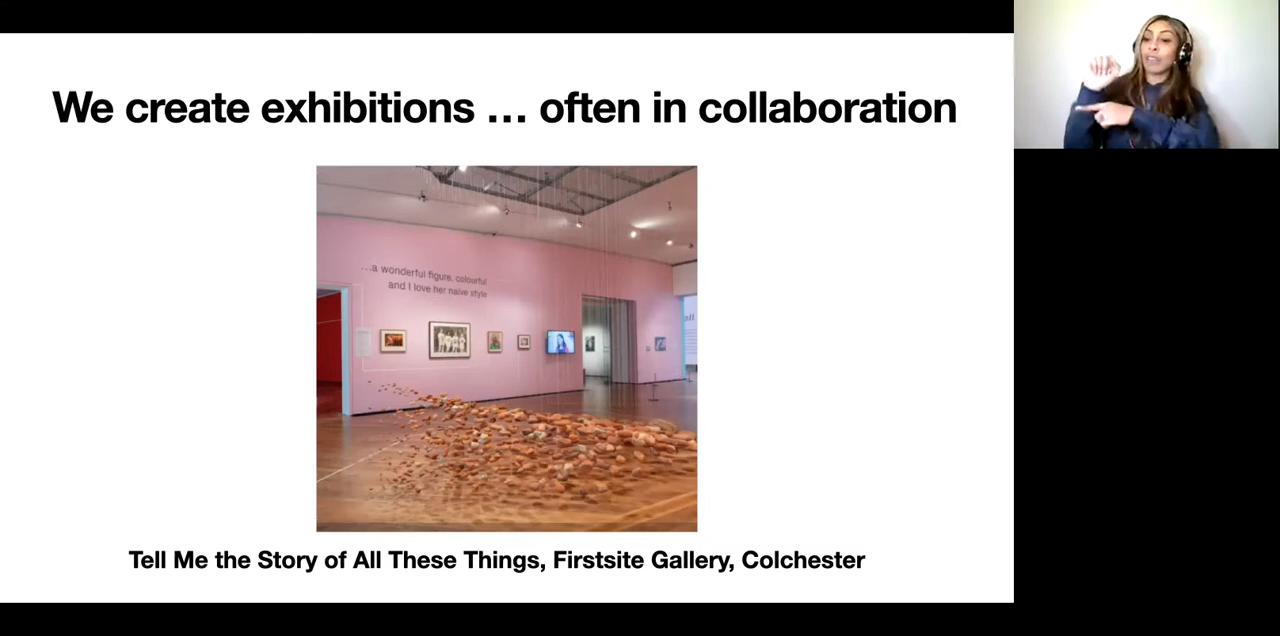 We create exhibitions ... often in collaboration
...a wonderful figure, colourful
and I love her naive style
Tell Me the Story of All These Things, Firstsite Gallery, Colchester